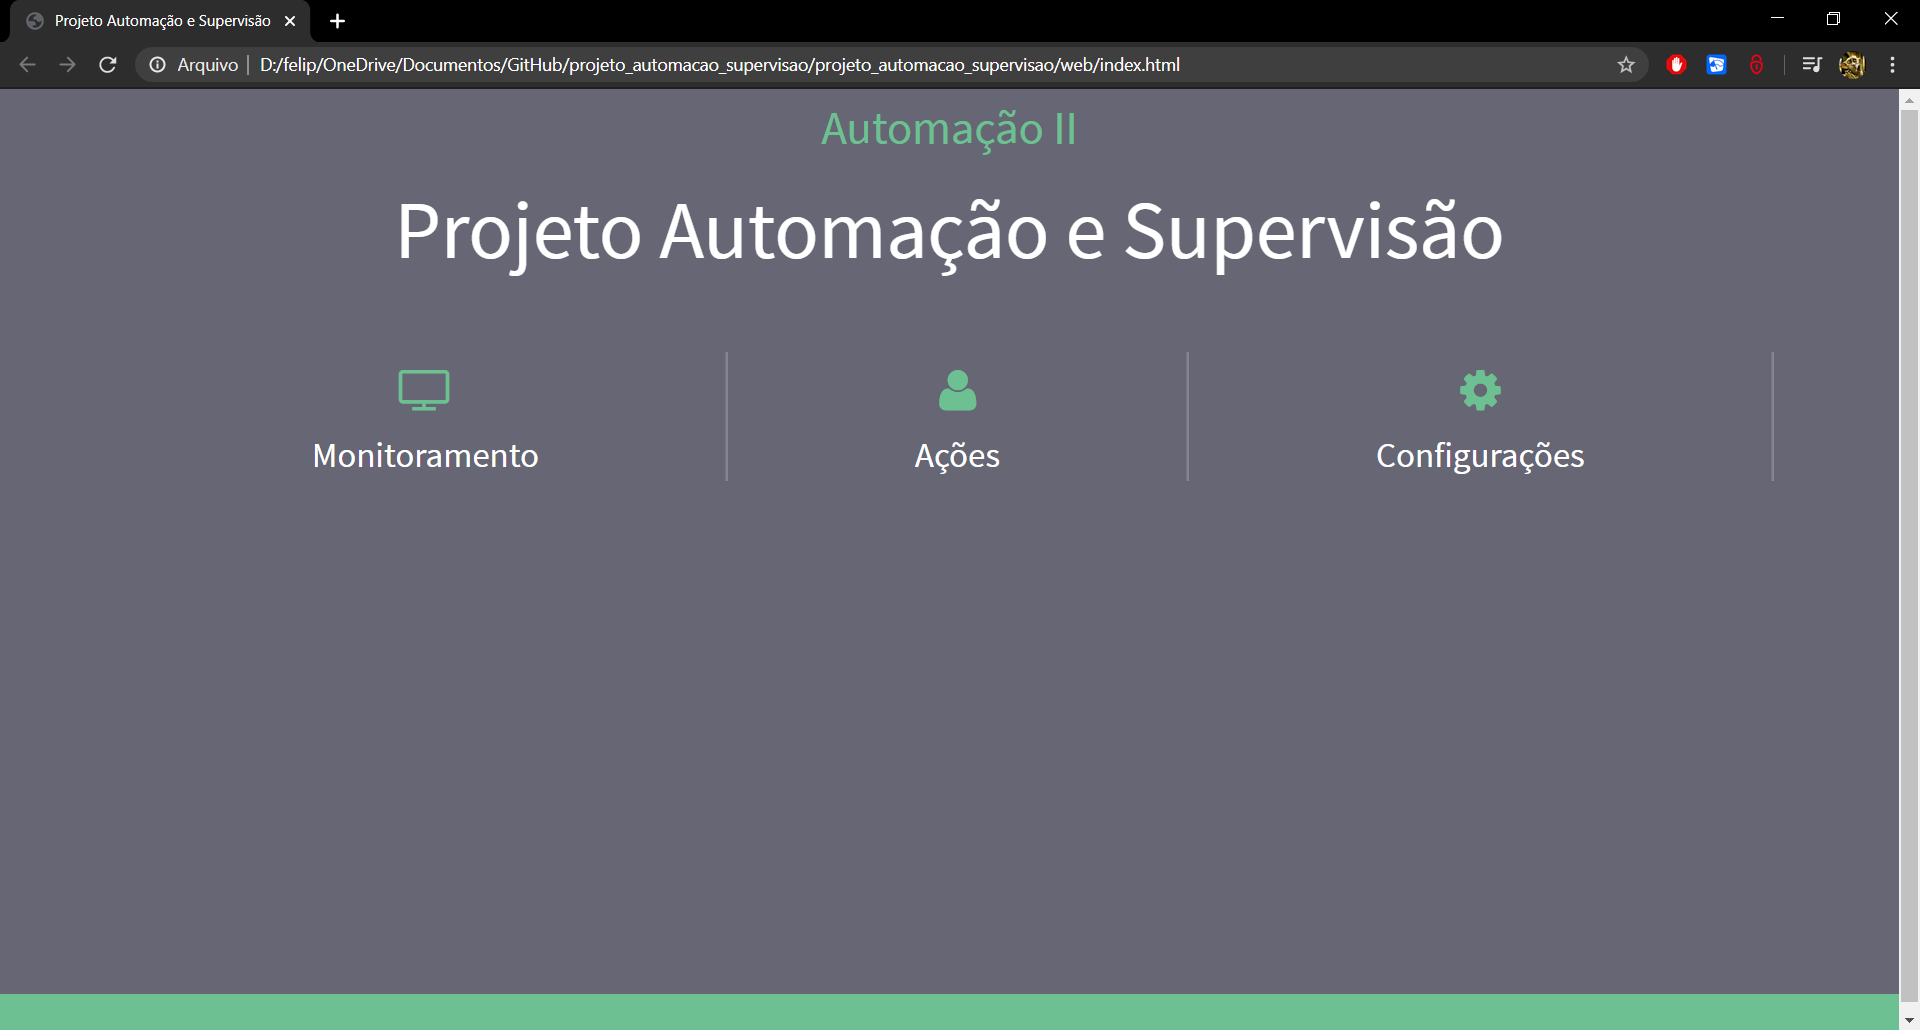 Projeto Automação e Supervisão
Arquivo | D:/felip/OneDrive/Documentos/GitHub/projeto_automacao_supervisao/projeto_automacao_supervisao/web/index.html
Automação II
Projeto Automação e Supervisão
Monitoramento
Ações
Configurações